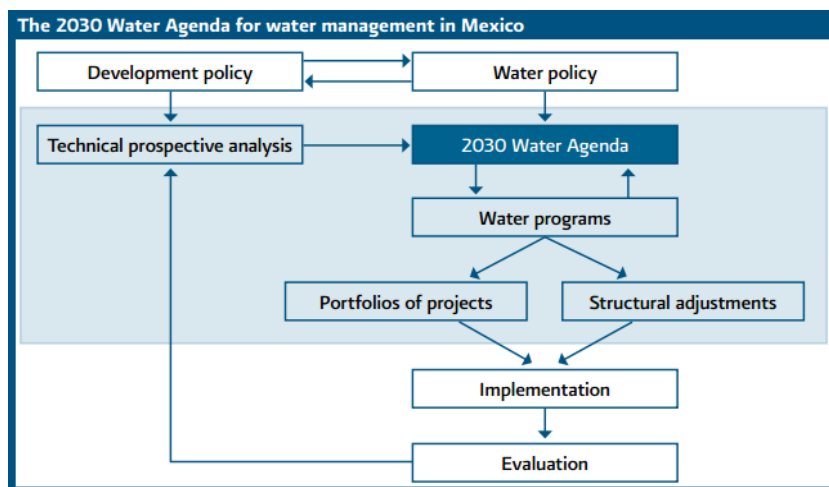 The 2030 Water Agenda for water management in Mexico
Development policy
Water policy
Technical prospective analysis
2030 Water Agenda
Water programs
Portfolios of projects
Structural adjustments
Implementation
Evaluation